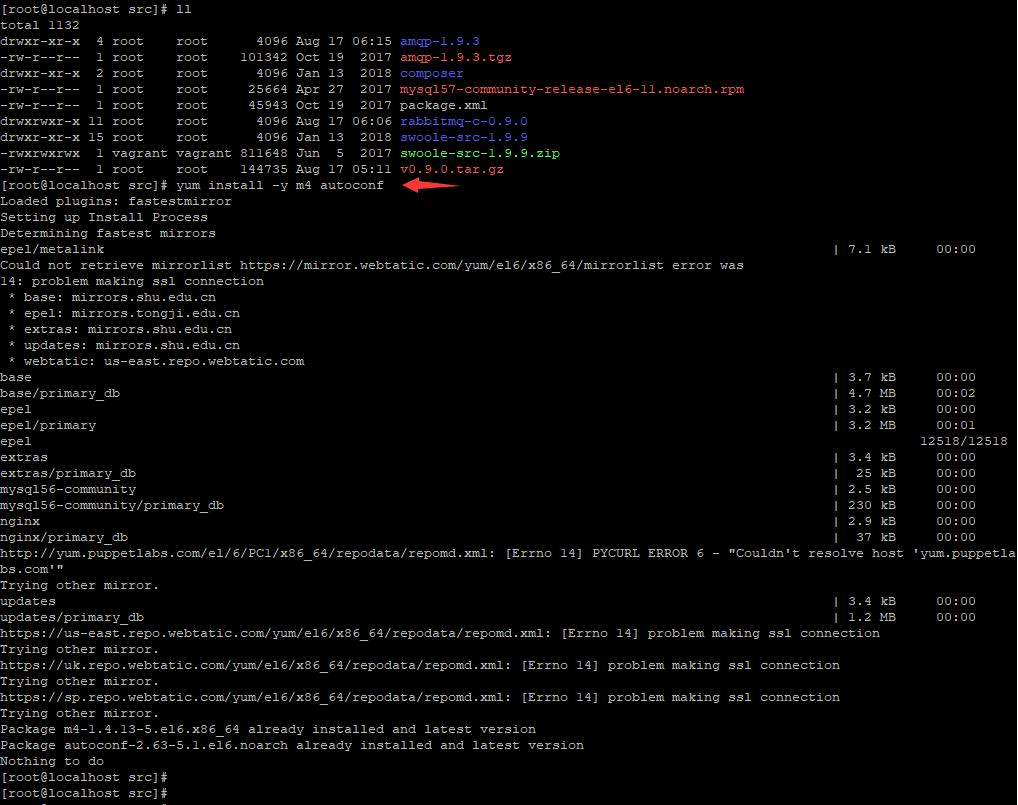 [root@localhost src]# ll
total 1132
drwxr-xr-x  4 root    root      4096 Aug 17 06:15 amqp-1.9.3
-rw-r--r--  1 root    root    101342 Oct 19  2017 amqp-1.9.3.tgz
drwxr-xr-x  2 root    root      4096 Jan 13  2018 composer
-rw-r--r--  1 root    root     25664 Apr 27  2017 mysql57-community-release-el6-11.noarch.rpm
-rw-r--r--  1 root    root     45943 Oct 19  2017 package.xml
drwxrwxr-x 11 root    root      4096 Aug 17 06:06 rabbitmq-c-0.9.0
drwxr-xr-x 15 root    root      4096 Jan 13  2018 swoole-src-1.9.9
-rwxrwxrwx  1 vagrant vagrant 811648 Jun  5  2017 swoole-src-1.9.9.zip
-rw-r--r--  1 root    root    144735 Aug 17 05:11 v0.9.0.tar.gz
[root@localhost src]# yum install -y m4 autoconf
Loaded plugins: fastestmirror
Setting up Install Process
Determining fastest mirrors
epel/metalink | 7.1 kB 00:00
Could not retrieve mirrorlist https://mirror.webtatic.com/yum/el6/x86_64/mirrorlist error was
14: problem making ssl connection
 * base: mirrors.shu.edu.cn
 * epel: mirrors.tongji.edu.cn
 * extras: mirrors.shu.edu.cn
 * updates: mirrors.shu.edu.cn
 * webtatic: us-east.repo.webtatic.com
base | 3.7 kB 00:00
base/primary_db | 4.7 MB 00:02
epel | 3.2 kB 00:00
epel/primary | 3.2 MB 00:01
epel 12518/12518
extras | 3.4 kB 00:00
extras/primary_db | 25 kB 00:00
mysql56-community | 2.5 kB 00:00
mysql56-community/primary_db | 230 kB 00:00
nginx | 2.9 kB 00:00
nginx/primary_db | 37 kB 00:00
http://yum.puppetlabs.com/el/6/PC1/x86_64/repodata/repomd.xml: [Errno 14] PYCURL ERROR 6 - "Couldn't resolve host 'yum.puppetla
bs.com'"
Trying other mirror.
updates | 3.4 kB 00:00
updates/primary_db | 1.2 MB 00:00
https://us-east.repo.webtatic.com/yum/el6/x86_64/repodata/repomd.xml: [Errno 14] problem making ssl connection
Trying other mirror.
https://uk.repo.webtatic.com/yum/el6/x86_64/repodata/repomd.xml: [Errno 14] problem making ssl connection
Trying other mirror.
https://sp.repo.webtatic.com/yum/el6/x86_64/repodata/repomd.xml: [Errno 14] problem making ssl connection
Trying other mirror.
Package m4-1.4.13-5.el6.x86_64 already installed and latest version
Package autoconf-2.63-5.1.el6.noarch already installed and latest version
Nothing to do
[root@localhost src]#
[root@localhost src]#